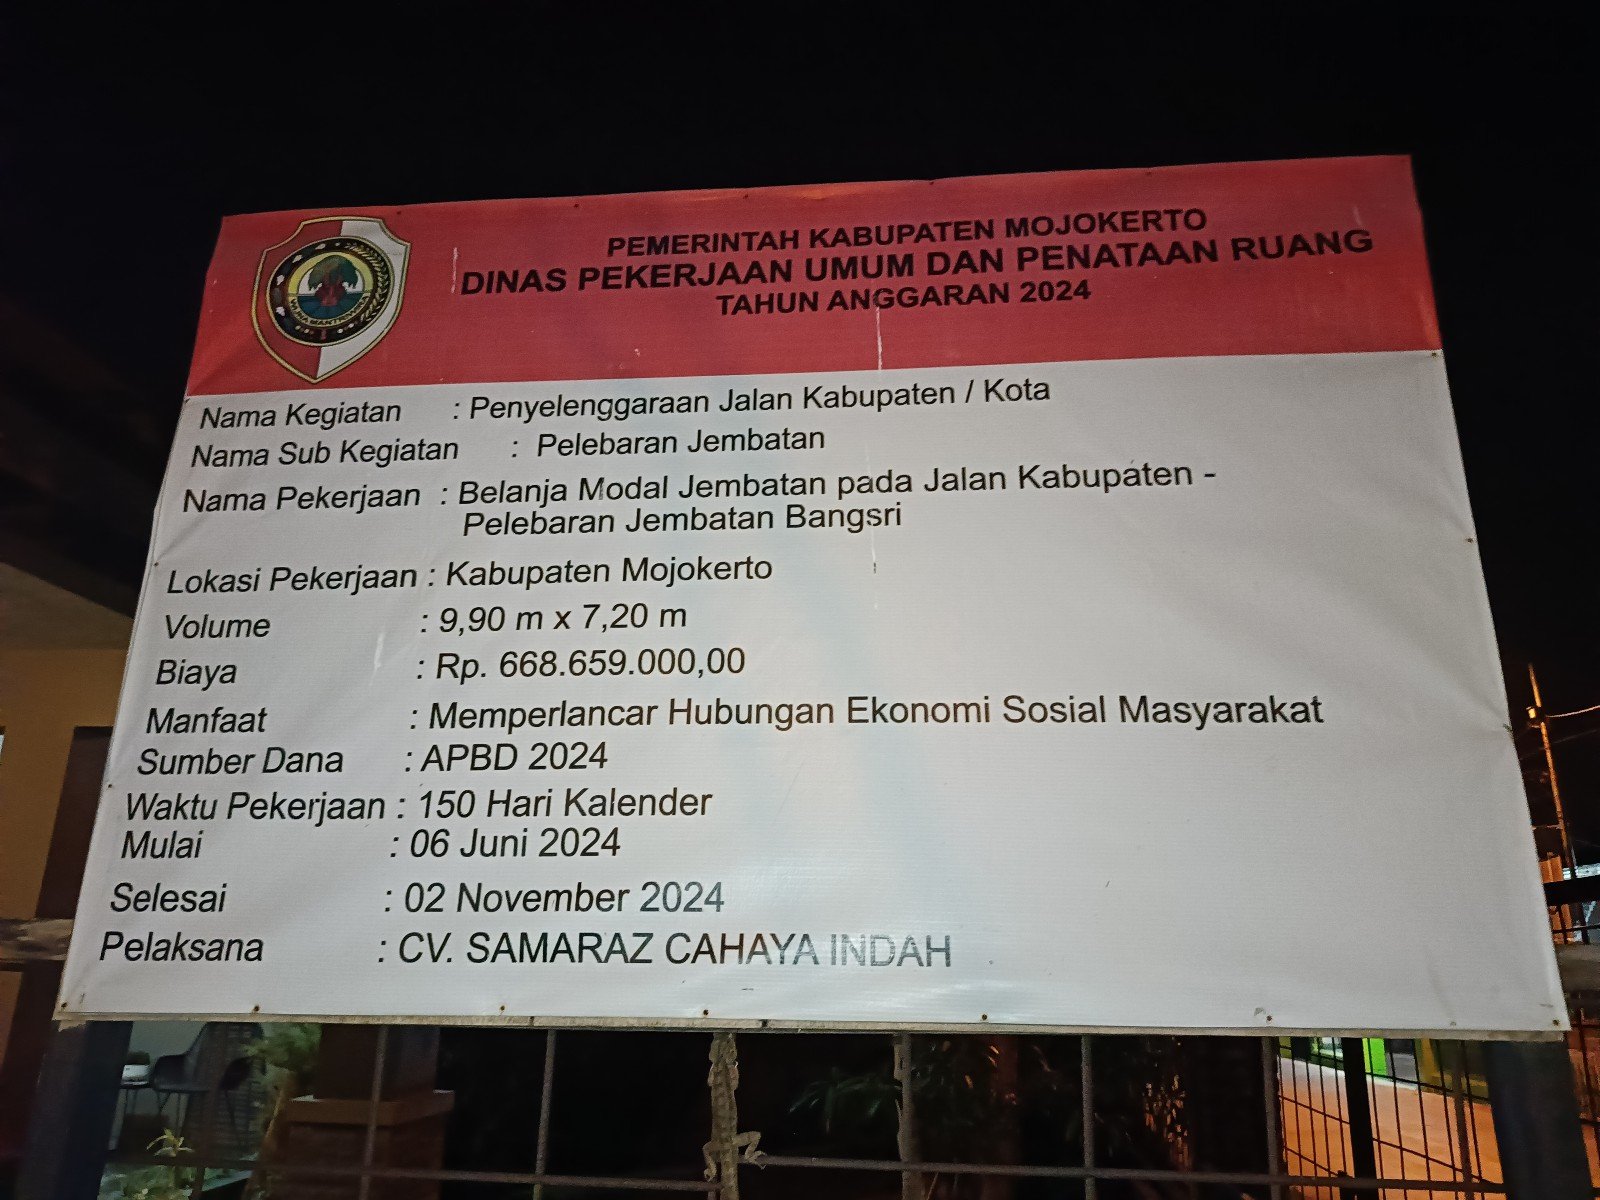 PEMERINTAH KABUPATEN MOJOKERTO
DINAS PEKERJAAN UMUM DAN PENATAAN RUANG
TAHUN ANGGARAN 2024
Nama Kegiatan : Penyelenggaraan Jalan Kabupaten / Kota
Nama Sub Kegiatan : Pelebaran Jembatan
Nama Pekerjaan : Belanja Modal Jembatan pada Jalan Kabupaten -
Pelebaran Jembatan Bangsri
Lokasi Pekerjaan : Kabupaten Mojokerto
Volume : 9,90 m x 7,20 m
Biaya : Rp. 668.659.000,00
Manfaat : Memperlancar Hubungan Ekonomi Sosial Masyarakat
Sumber Dana : APBD 2024
Waktu Pekerjaan : 150 Hari Kalender
Mulai : 06 Juni 2024
Selesai : 02 November 2024
Pelaksana : CV. SAMARAZ CAHAYA INDAH